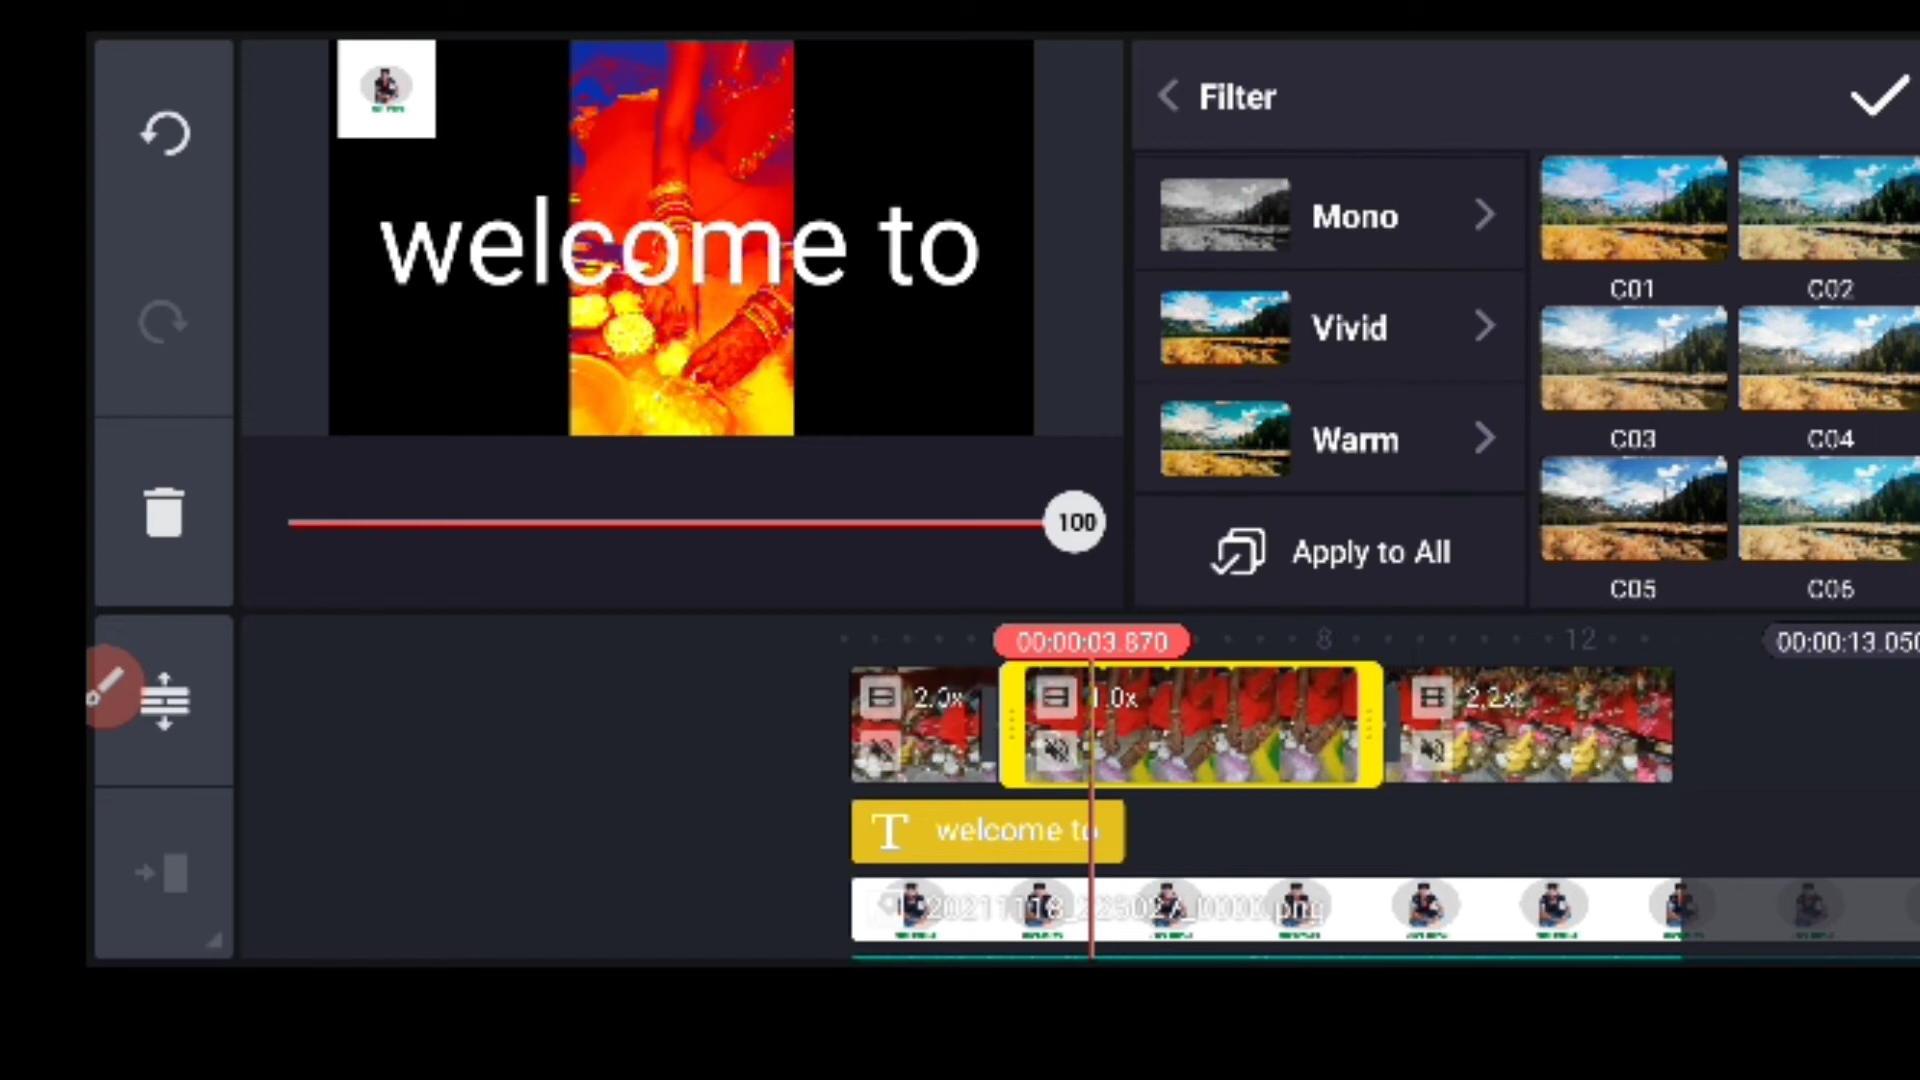 Filter
welcome to
Mono
Vivid
Warm
Apply to All
C01
C02
C03
C04
C05
C06
100
00:00:03.870
8
12
00:00:13.050
2.0x
1.0x
2.2x
T welcome to